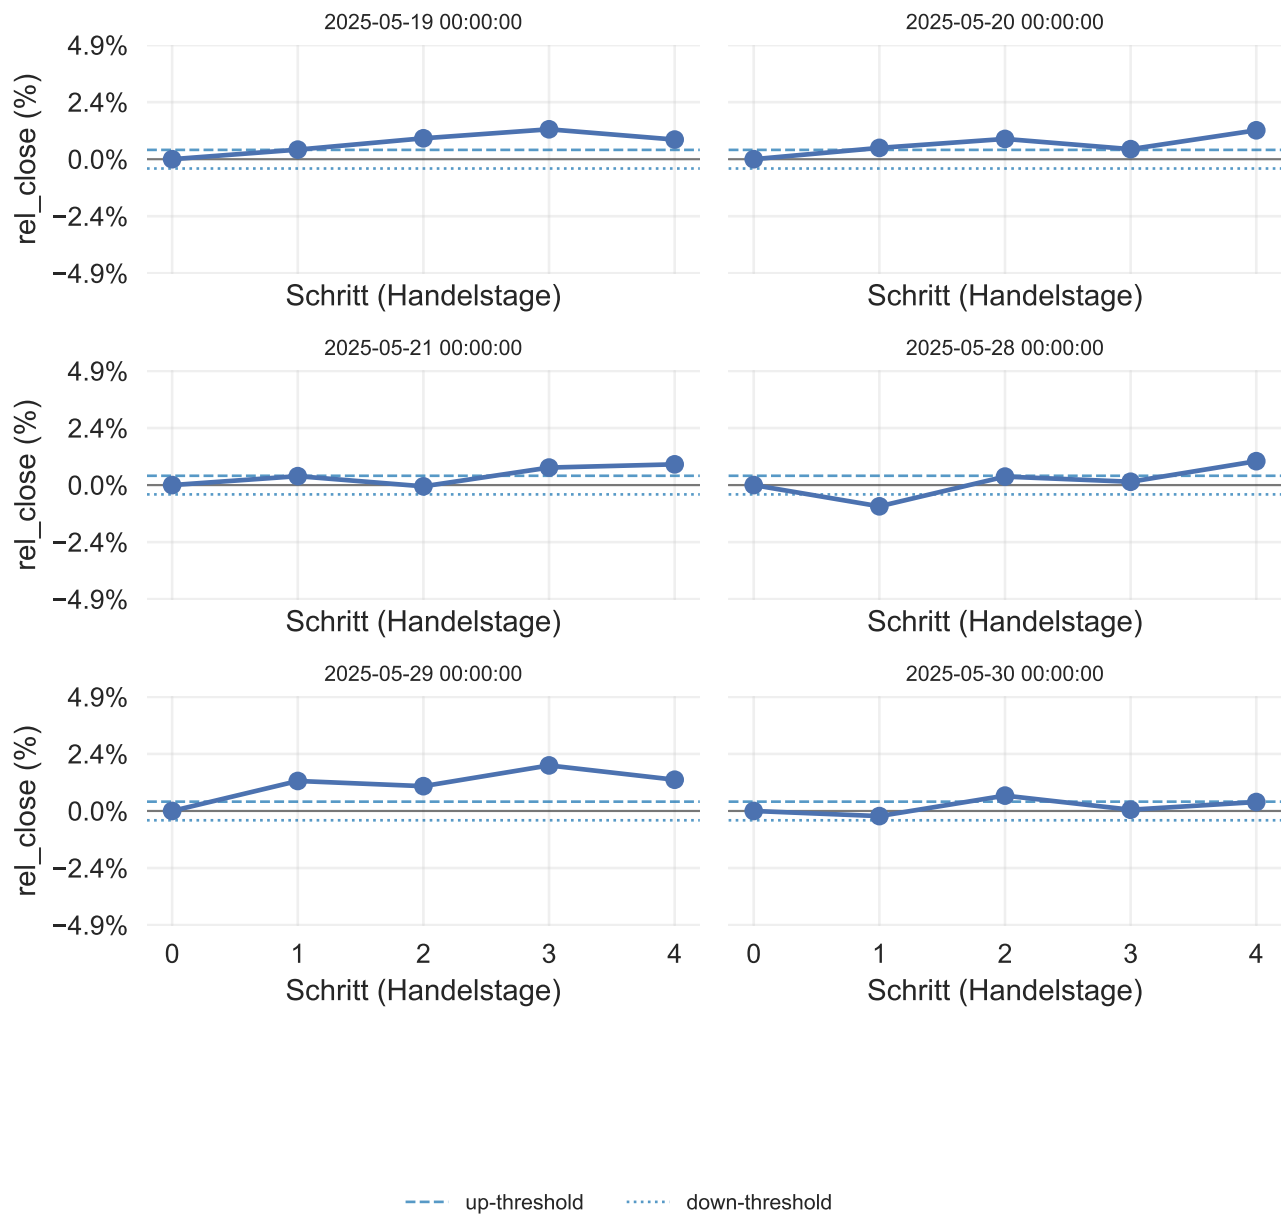 2025-05-19 00:00:00
2025-05-20 00:00:00
4.9%
2.4%
0.0%
−2.4%
−4.9%
rel_close (%)
Schritt (Handelstage)
Schritt (Handelstage)
2025-05-21 00:00:00
2025-05-28 00:00:00
4.9%
2.4%
0.0%
−2.4%
−4.9%
rel_close (%)
Schritt (Handelstage)
Schritt (Handelstage)
2025-05-29 00:00:00
2025-05-30 00:00:00
4.9%
2.4%
0.0%
−2.4%
−4.9%
rel_close (%)
0 1 2 3 4
0 1 2 3 4
Schritt (Handelstage)
Schritt (Handelstage)
up-threshold
down-threshold